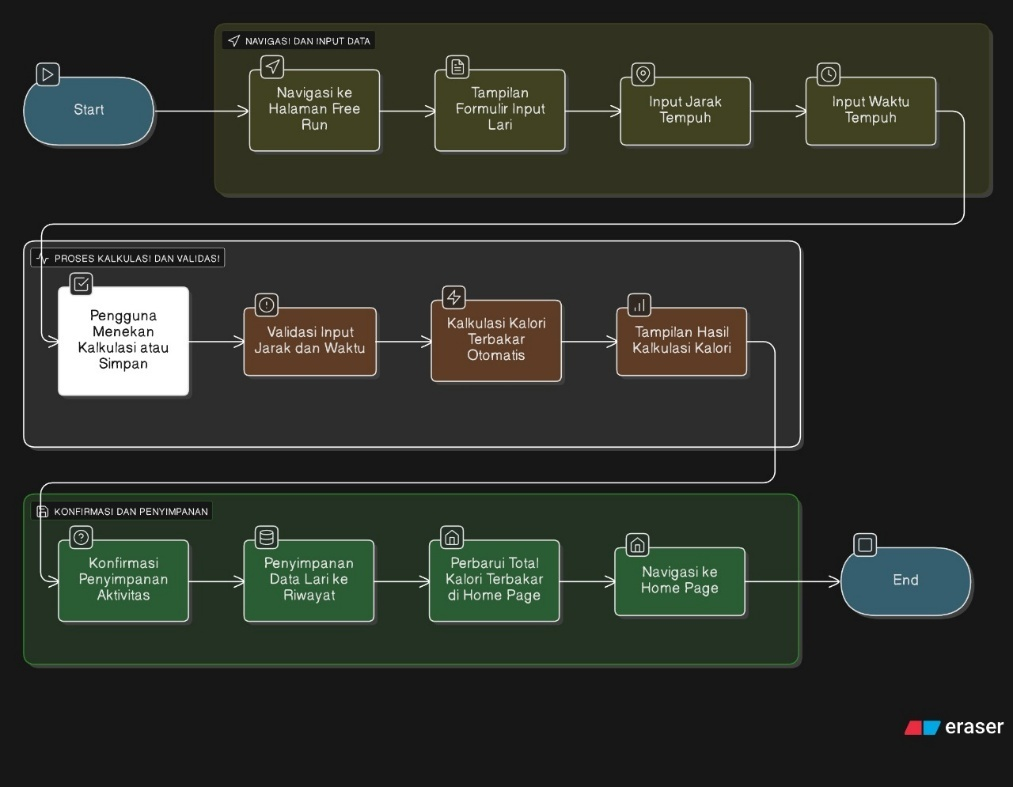 NAVIGASI DAN INPUT DATA
Start
Navigasi ke
Halaman Free
Run
Tampilan
Formulir Input
Lari
Input Jarak
Tempuh
Input Waktu
Tempuh
PROSES KALKULASI DAN VALIDASI
Pengguna
Menekan
Kalkulasi atau
Simpan
Validasi Input
Jarak dan Waktu
Kalkulasi Kalori
Terbakar
Otomatis
Tampilan Hasil
Kalkulasi Kalori
KONFIRMASI DAN PENYIMPANAN
Konfirmasi
Penyimpanan
Aktivitas
Penyimpanan
Data Lari ke
Riwayat
Perbarui Total
Kalori Terbakar
di Home Page
Navigasi ke
Home Page
End
eraser